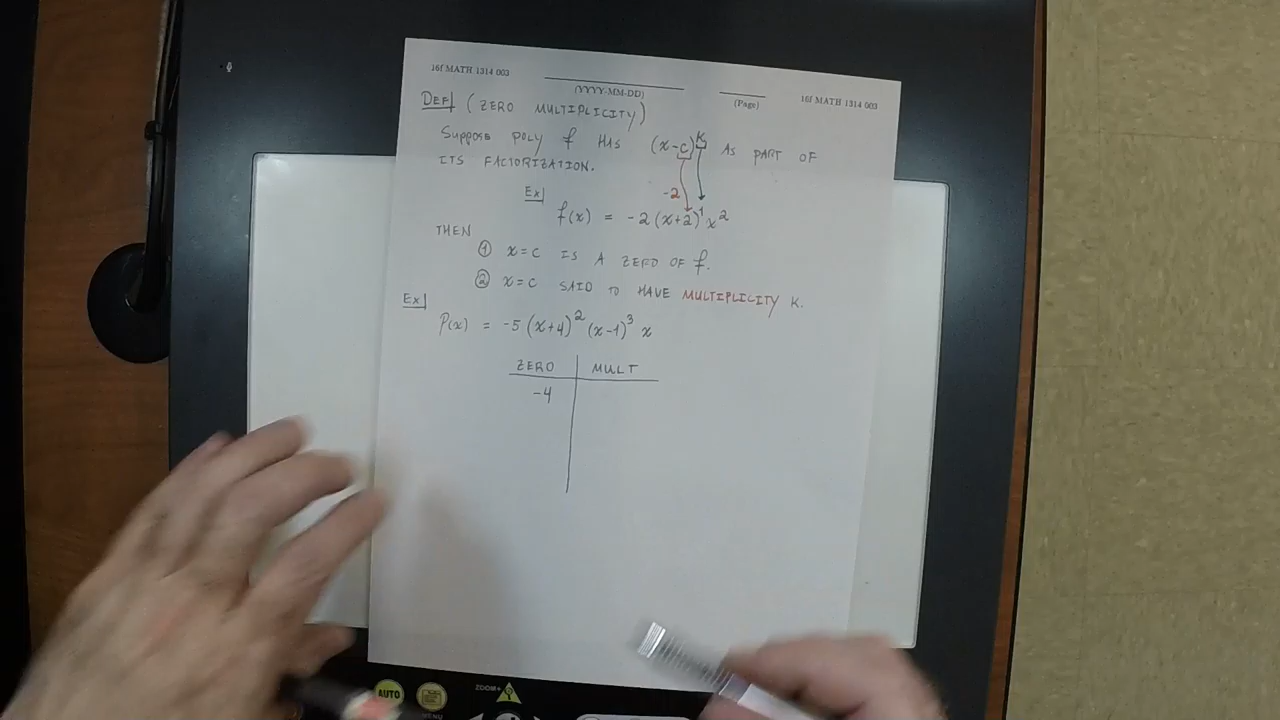 16f MATH 1314 003
(YYYY-MM-DD)
(Page)
16f MATH 1314 003
DEF (ZERO MULTIPLICITY)
SUPPOSE POLY f HAS (x-c)^K AS PART OF
ITS FACTORIZATION.
-2
EX f(x) = -2(x+2)^1 x^2
THEN
① x=c IS A ZERO OF f.
② x=c SAID TO HAVE MULTIPLICITY K.
EX
P(x) = -5(x+4)^2 (x-1)^3 x
ZERO MULT
-4
AUTO
MENU
ZOOM+